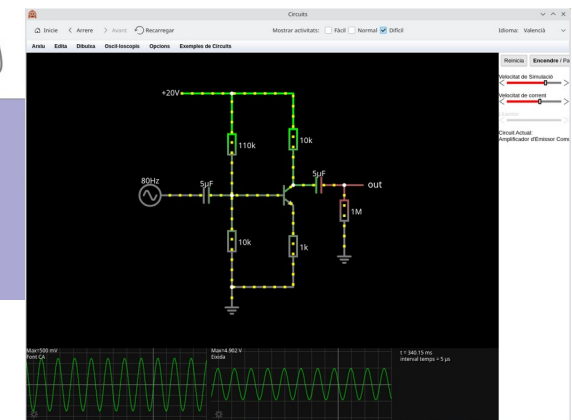 Circuits
Inicie
Arrere
Avant
Recarregar
Mostrar activitats:
Fàcil
Normal
Difícil
Idioma: Valencià
Arxiu
Edita
Dibuixa
Oscil·loscopis
Opcions
Exemples de Circuits
Reinicia
Encendre / Pa
Velocitat de Simulació
Velocitat de corrent
Circuit Actual:
Amplificador d'Emissor Com
+20V
110k
10k
80Hz
5μF
5μF
out
1M
10k
1k
Max=500 mV
Font CA
Max=4.902 V
Eixida
t = 340.15 ms
interval temps = 5 μs